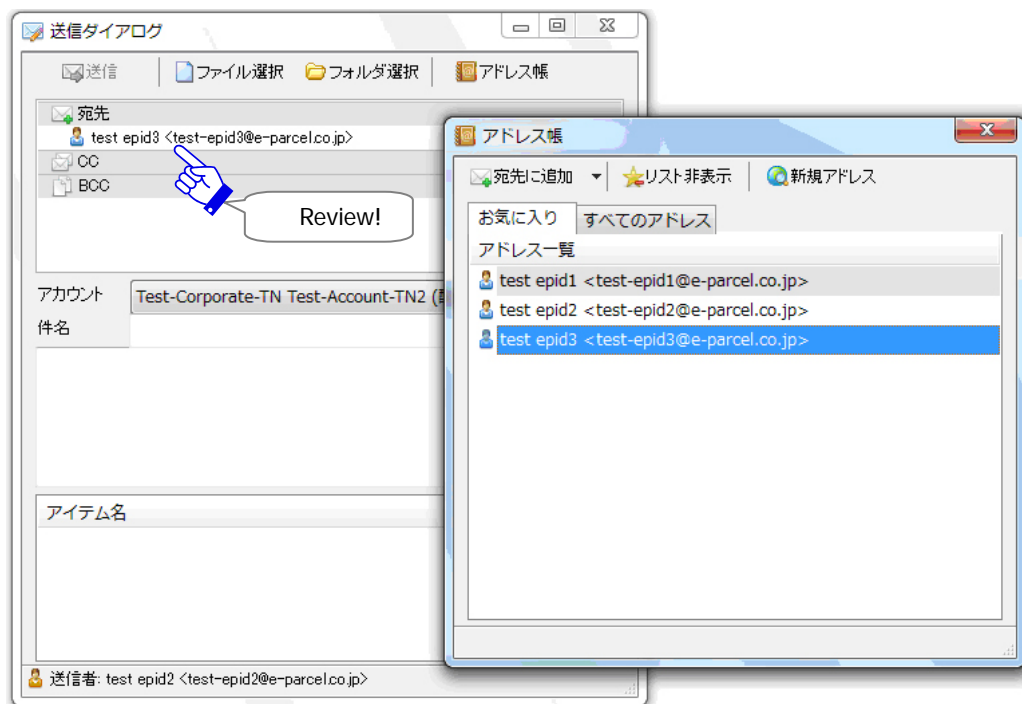 送信ダイアログ
送信 ファイル選択 フォルダ選択 アドレス帳
宛先
test epid3 <test-epid3@e-parcel.co.jp>
CC
BCC
Review!
アカウント Test-Corporate-TN Test-Account-TN2 (
件名
アイテム名
送信者: test epid2 <test-epid2@e-parcel.co.jp>
アドレス帳
宛先に追加 リスト非表示 新規アドレス
お気に入り すべてのアドレス
アドレス一覧
test epid1 <test-epid1@e-parcel.co.jp>
test epid2 <test-epid2@e-parcel.co.jp>
test epid3 <test-epid3@e-parcel.co.jp>